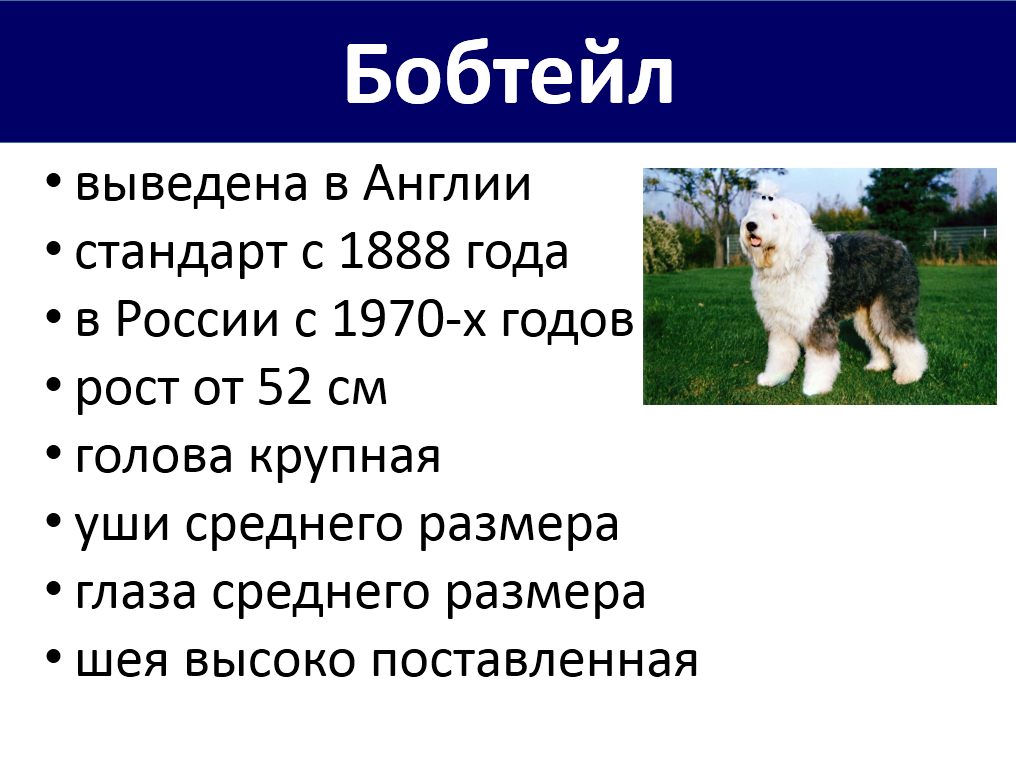 Бобтейл
• выведена в Англии
• стандарт с 1888 года
• в России с 1970-х годов
• рост от 52 см
• голова крупная
• уши среднего размера
• глаза среднего размера
• шея высоко поставленная